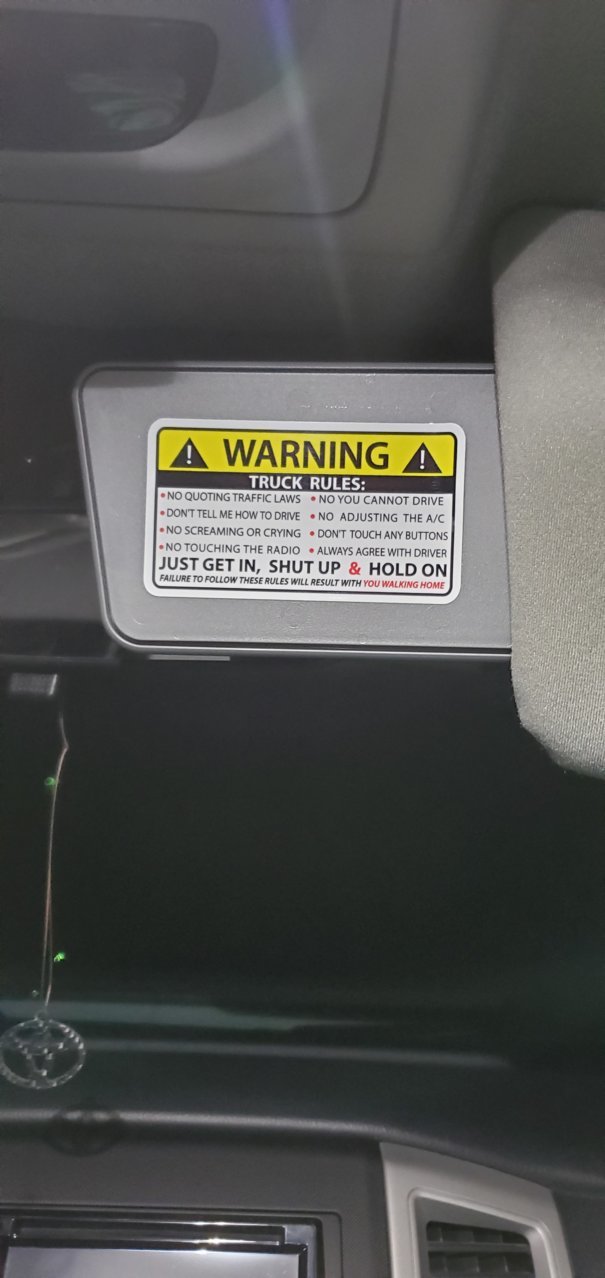 WARNING
TRUCK RULES:
• NO QUOTING TRAFFIC LAWS
• DON'T TELL ME HOW TO DRIVE
• NO SCREAMING OR CRYING
• NO TOUCHING THE RADIO
• NO YOU CANNOT DRIVE
• NO ADJUSTING THE A/C
• DON'T TOUCH ANY BUTTONS
• ALWAYS AGREE WITH DRIVER
JUST GET IN, SHUT UP & HOLD ON
FAILURE TO FOLLOW THESE RULES WILL RESULT WITH YOU WALKING HOME